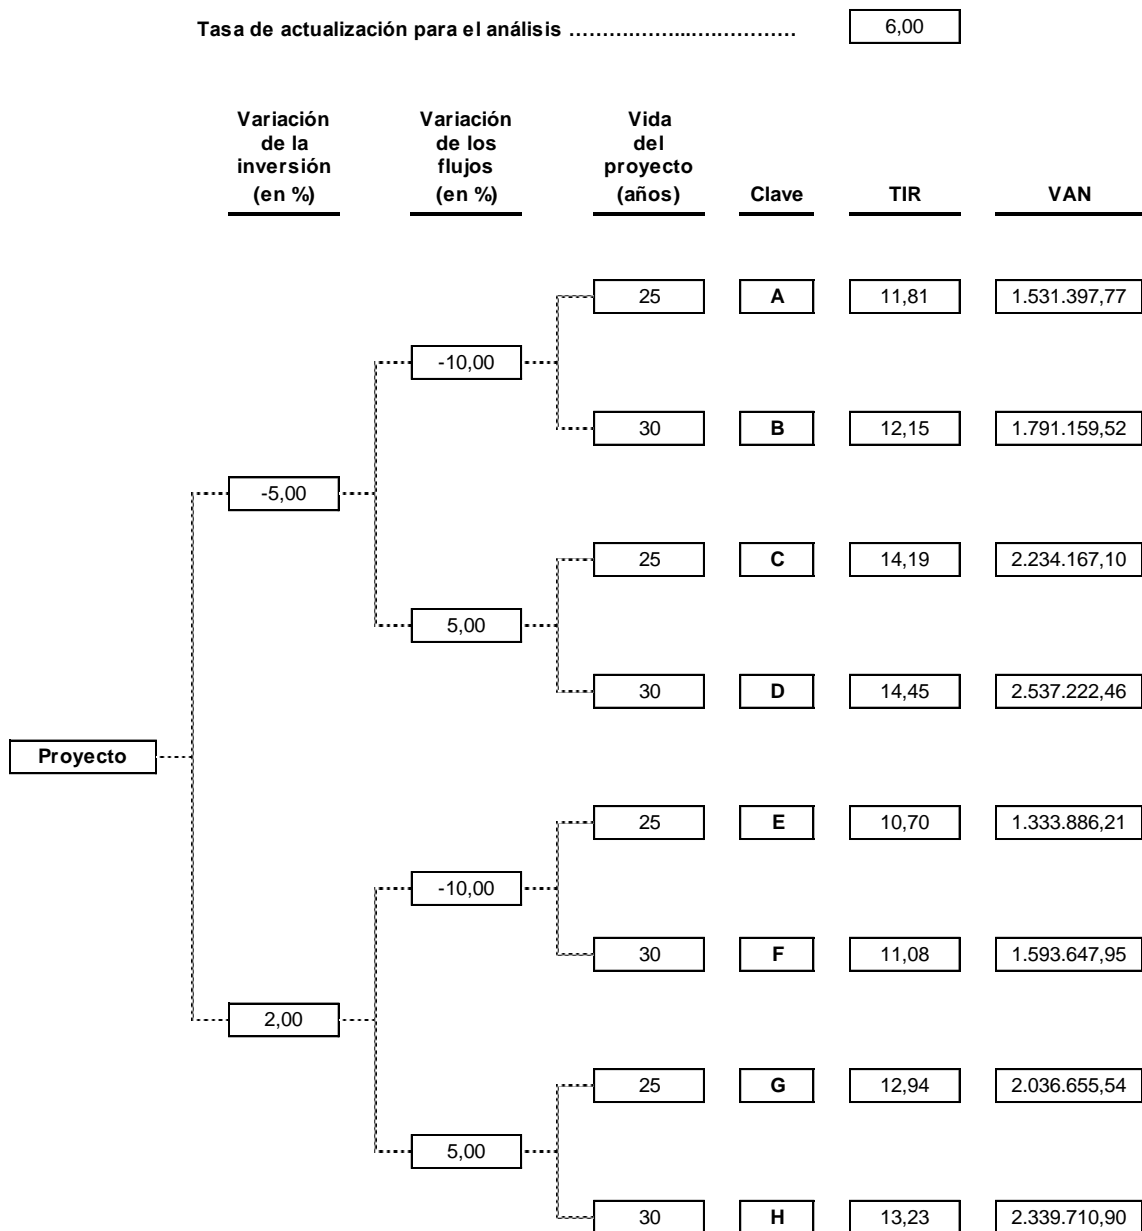 Tasa de actualización para el análisis ……….……...….………… 6,00
Variación Variación Vida
de la de los del
inversión flujos proyecto
(en %) (en %) (años) Clave TIR VAN
25 A 11,81 1.531.397,77
-10,00
30 B 12,15 1.791.159,52
-5,00
25 C 14,19 2.234.167,10
5,00
30 D 14,45 2.537.222,46
Proyecto
25 E 10,70 1.333.886,21
-10,00
30 F 11,08 1.593.647,95
2,00
25 G 12,94 2.036.655,54
5,00
30 H 13,23 2.339.710,90